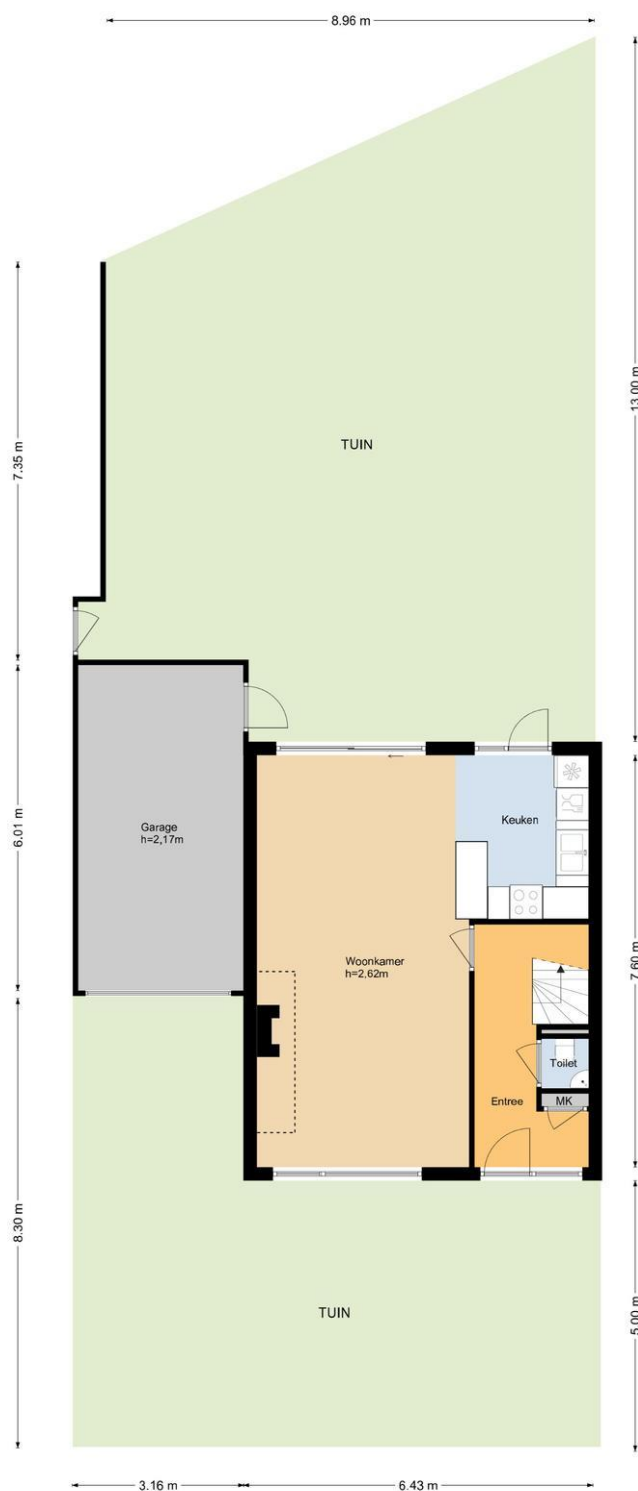 8.96 m
13.00 m
7.35 m
TUIN
6.01 m
Garage
h=2,17m
Keuken
7.60 m
Woonkamer
h=2,62m
Toilet
Entree
MK
8.30 m
TUIN
5.00 m
3.16 m
6.43 m